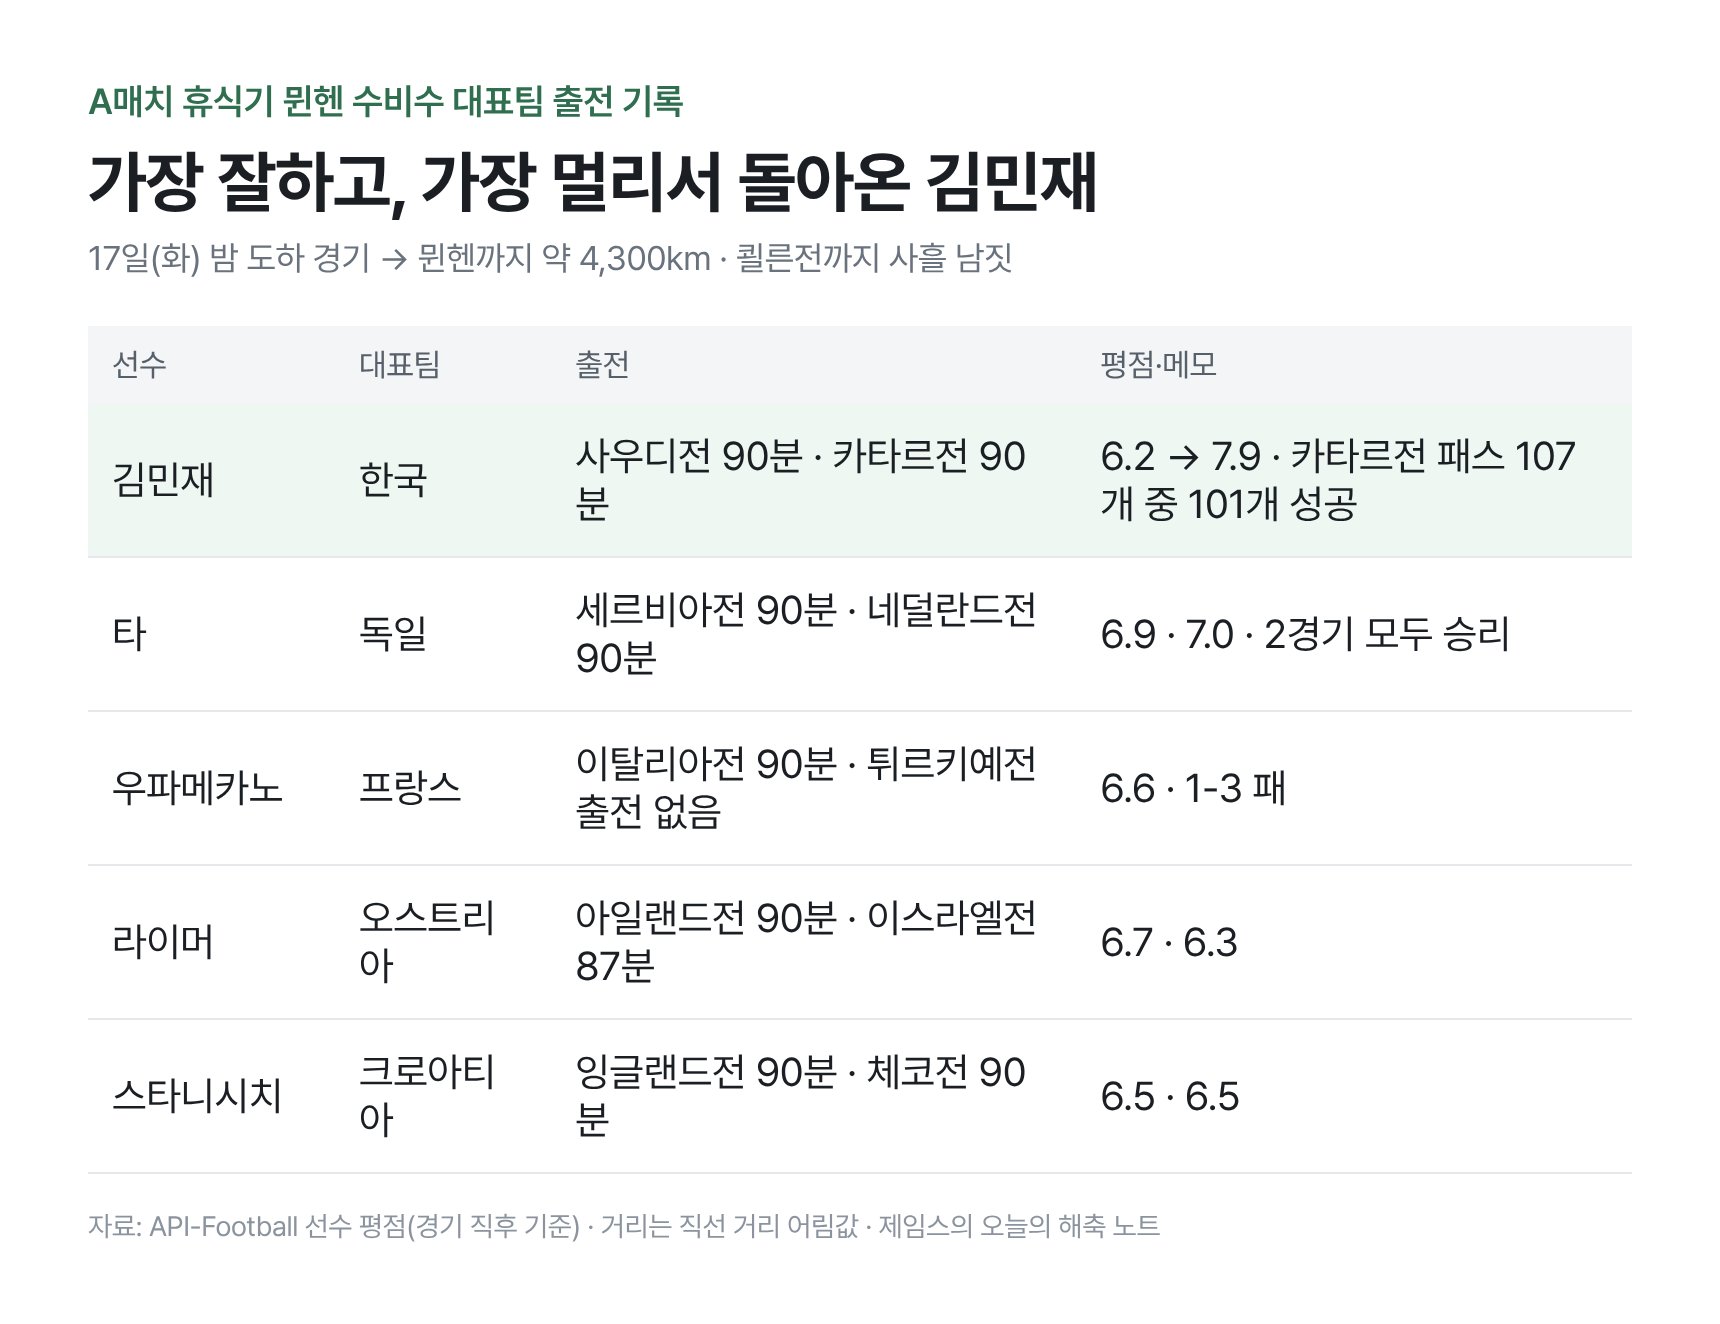 A매치 휴식기 뮌헨 수비수 대표팀 출전 기록
가장 잘하고, 가장 멀리서 돌아온 김민재
17일(화) 밤 도하 경기 → 뮌헨까지 약 4,300km · 쾰른전까지 사흘 남짓
선수 대표팀 출전 평점·메모
김민재 한국 사우디전 90분 · 카타르전 90
분 6.2 → 7.9 · 카타르전 패스 107
개 중 101개 성공
타 독일 세르비아전 90분 · 네덜란드전
90분 6.9 · 7.0 · 2경기 모두 승리
우파메카노 프랑스 이탈리아전 90분 · 튀르키예전
출전 없음 6.6 · 1-3 패
라이머 오스트리
아 아일랜드전 90분 · 이스라엘전
87분 6.7 · 6.3
스타니시치 크로아티
아 잉글랜드전 90분 · 체코전 90
분 6.5 · 6.5
자료: API-Football 선수 평점(경기 직후 기준) · 거리는 직선 거리 어림값 · 제임스의 오늘의 해축 노트